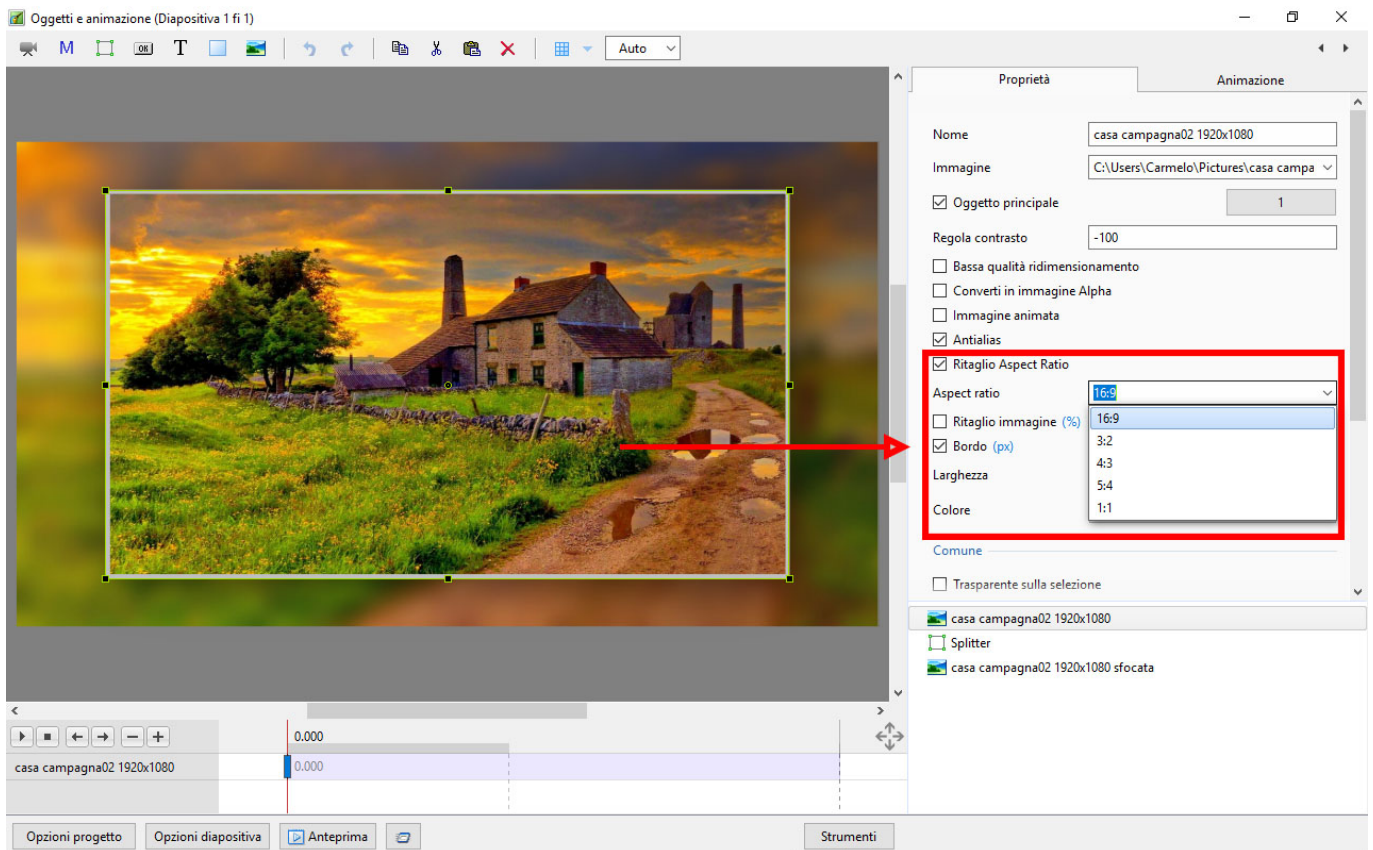 Oggetti e animazione (Diapositiva 1 fi 1)
M OK T Auto
Proprietà Animazione
Nome casa campagna02 1920x1080
Immagine C:\Users\Carmelo\Pictures\casa campa
Oggetto principale 1
Regola contrasto -100
Bassa qualità ridimensionamento
Converti in immagine Alpha
Immagine animata
Antialias
Ritaglio Aspect Ratio
Aspect ratio 16:9
Ritaglio immagine (%) 16:9
3:2
Bordo (px)
4:3
Larghezza
5:4
Colore 1:1
Comune
Trasparente sulla selezione
casa campagna02 1920x1080
Splitter
casa campagna02 1920x1080 sfocata
0.000
casa campagna02 1920x1080 0.000
Opzioni progetto Opzioni diapositiva Anteprima Strumenti